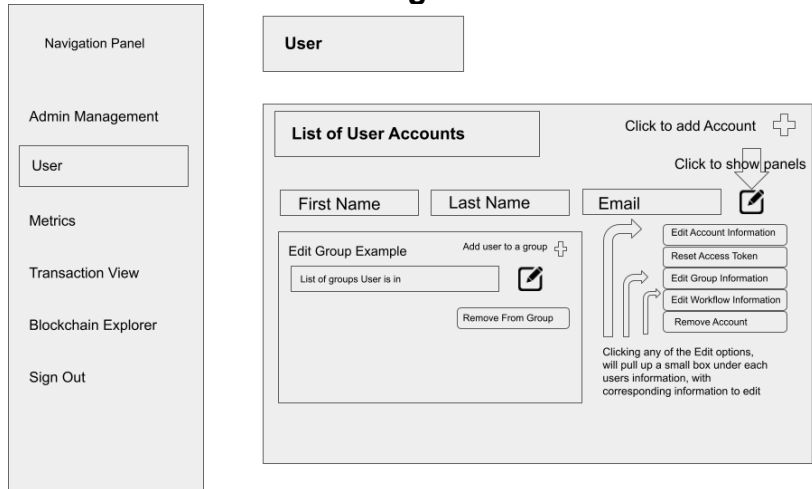 Navigation Panel
Admin Management
User
Metrics
Transaction View
Blockchain Explorer
Sign Out
User
List of User Accounts
Click to add Account
Click to show panels
First Name
Last Name
Email
Edit Group Example
Add user to a group
List of groups User is in
Remove From Group
Edit Account Information
Reset Access Token
Edit Group Information
Edit Workflow Information
Remove Account
Clicking any of the Edit options,
will pull up a small box under each
users information, with
corresponding information to edit